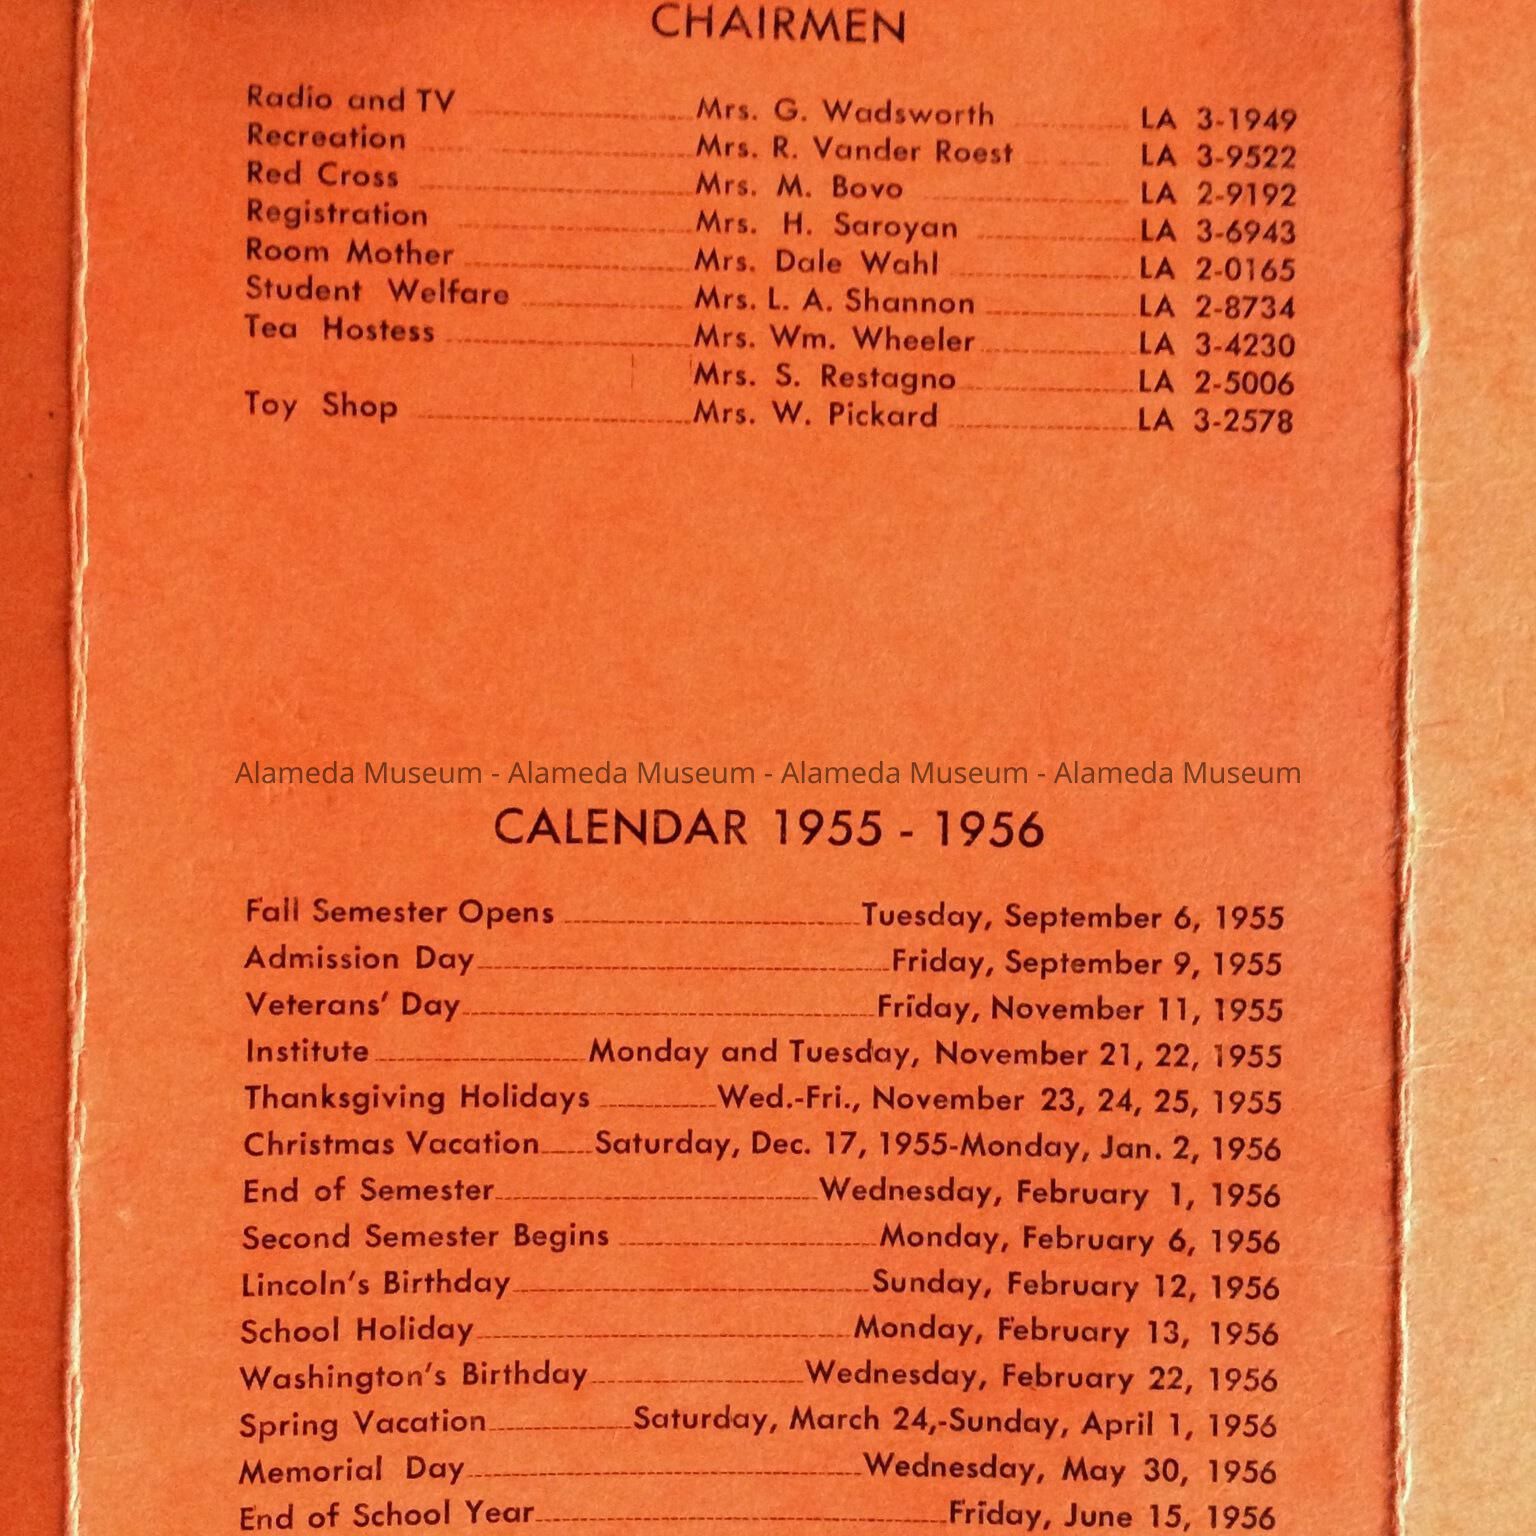 CHAIRMEN
Radio and TV Mrs. G. Wadsworth LA 3-1949
Recreation Mrs. R. Vander Roest LA 3-9522
Red Cross Mrs. M. Bovo LA 2-9192
Registration Mrs. H. Saroyan LA 3-6943
Room Mother Mrs. Dale Wahl LA 2-0165
Student Welfare Mrs. L. A. Shannon LA 2-8734
Tea Hostess Mrs. Wm. Wheeler LA 3-4230
Mrs. S. Restagno LA 2-5006
Toy Shop Mrs. W. Pickard LA 3-2578
Alameda Museum - Alameda Museum - Alameda Museum - Alameda Museum
CALENDAR 1955 - 1956
Fall Semester Opens Tuesday, September 6, 1955
Admission Day Friday, September 9, 1955
Veterans' Day Friday, November 11, 1955
Institute Monday and Tuesday, November 21, 22, 1955
Thanksgiving Holidays Wed.-Fri., November 23, 24, 25, 1955
Christmas Vacation Saturday, Dec. 17, 1955-Monday, Jan. 2, 1956
End of Semester Wednesday, February 1, 1956
Second Semester Begins Monday, February 6, 1956
Lincoln's Birthday Sunday, February 12, 1956
School Holiday Monday, February 13, 1956
Washington's Birthday Wednesday, February 22, 1956
Spring Vacation Saturday, March 24,-Sunday, April 1, 1956
Memorial Day Wednesday, May 30, 1956
End of School Year Friday, June 15, 1956